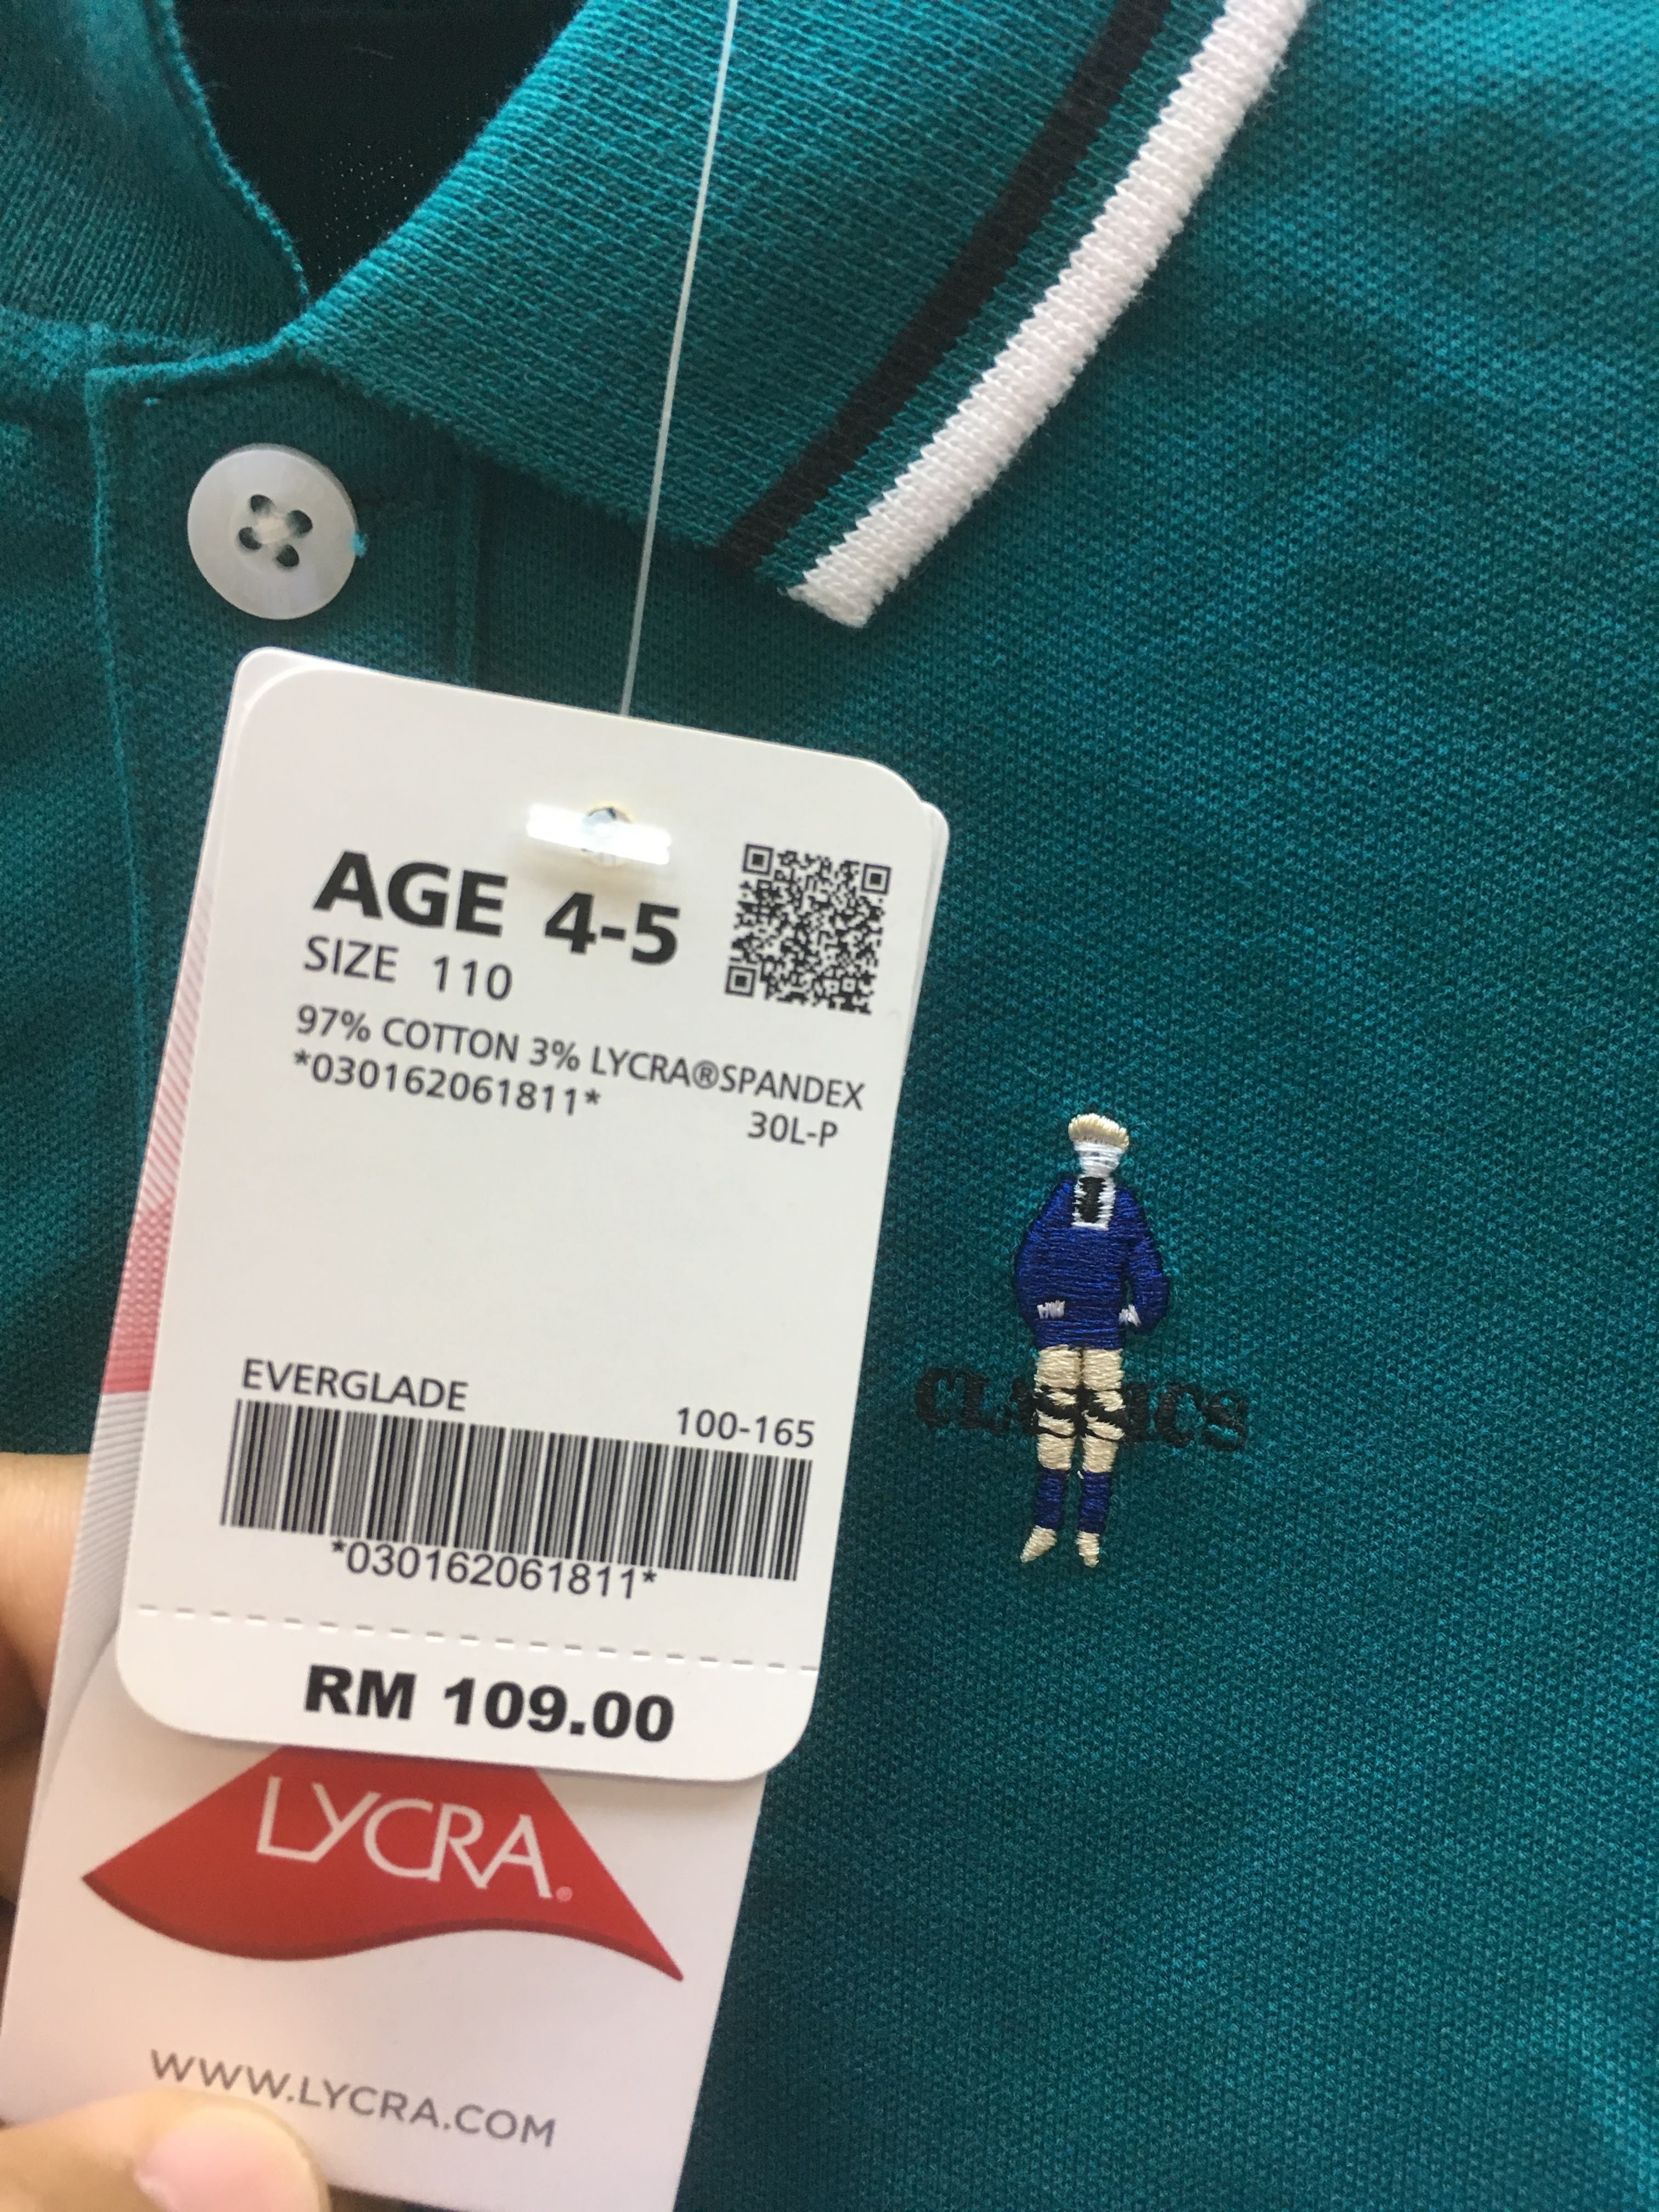 AGE 4-5
SIZE 110
97% COTTON 3% LYCRA®SPANDEX
*030162061811*
30L-P
EVERGLADE
100-165
*030162061811*
RM 109.00
LYCRA®
WWW.LYCRA.COM